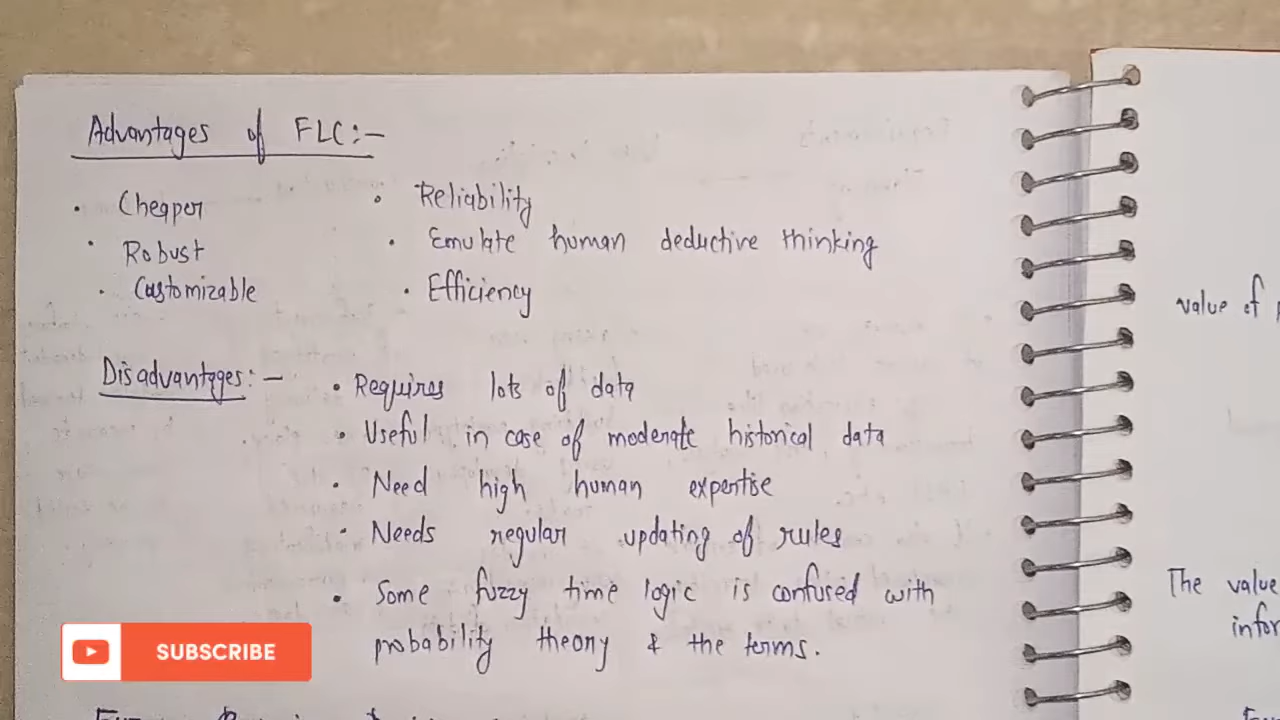 Advantages of FLC:-
• Cheaper
• Robust
• Customizable
• Reliability
• Emulate human deductive thinking
• Efficiency
Disadvantages:-
• Requires lots of data
• Useful in case of moderate historical data
• Need high human expertise
• Needs regular updating of rules
• Some fuzzy time logic is confused with
probability theory & the terms.
SUBSCRIBE
value of
The value